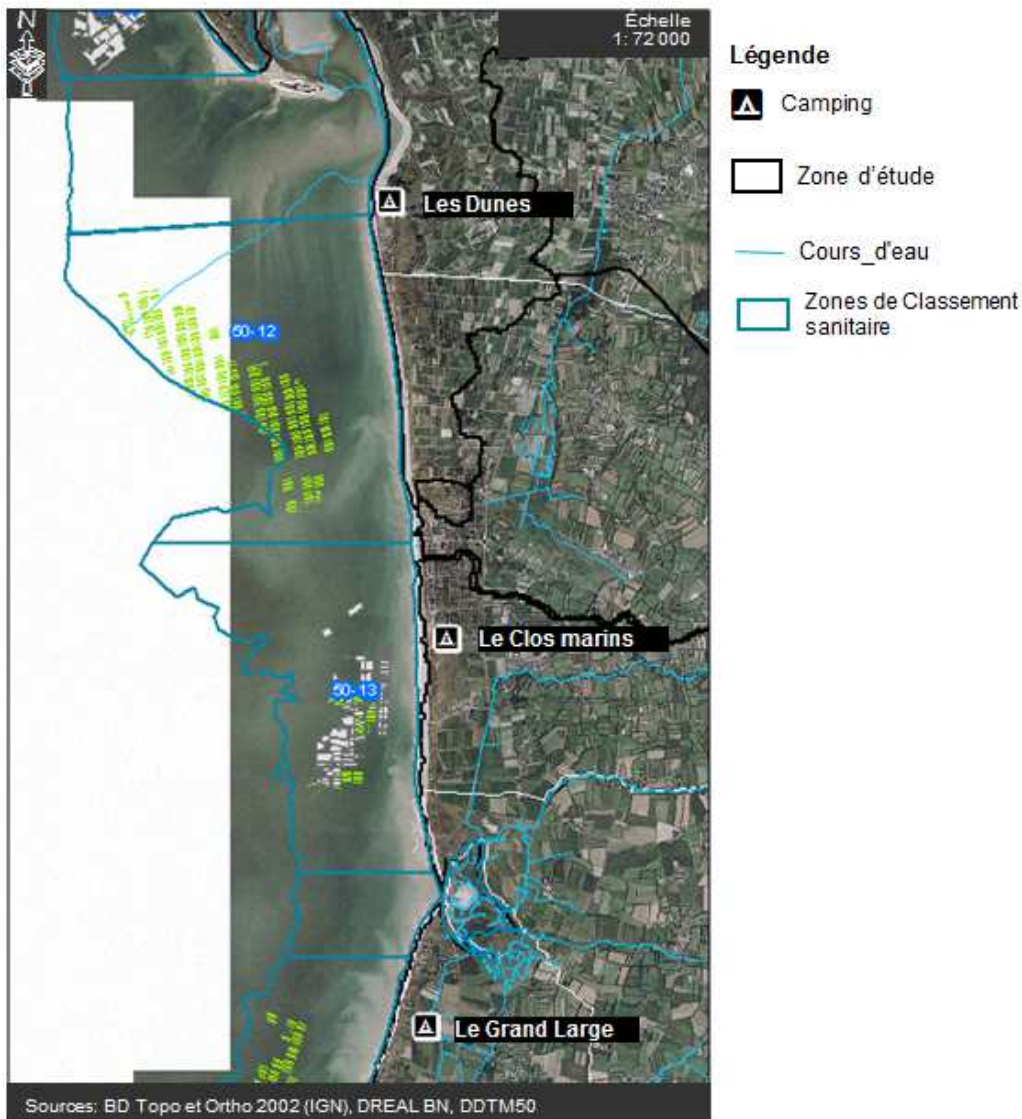 N
Échelle
1: 72 000
Les Dunes
50-12
Le Clos marins
50-13
Le Grand Large
Sources: BD Topo et Ortho 2002 (IGN), DREAL BN, DDTM50
Légende
Camping
Zone d'étude
Cours_d'eau
Zones de Classement
sanitaire